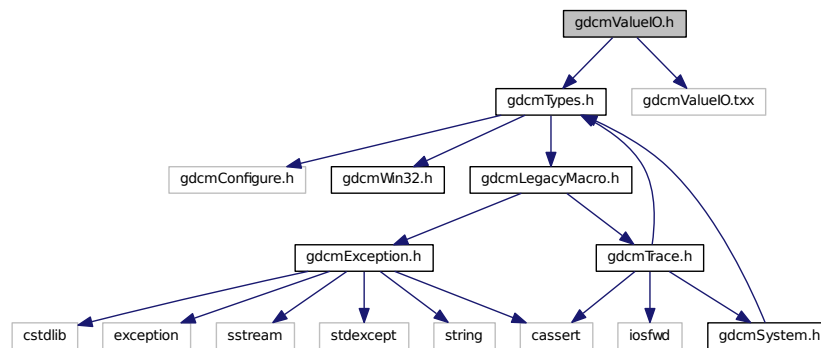 gdcmValueIO.h
gdcmTypes.h
gdcmValueIO.txx
gdcmConfigure.h
gdcmWin32.h
gdcmLegacyMacro.h
gdcmException.h
gdcmTrace.h
cstdlib
exception
sstream
stdexcept
string
cassert
iosfwd
gdcmSystem.h